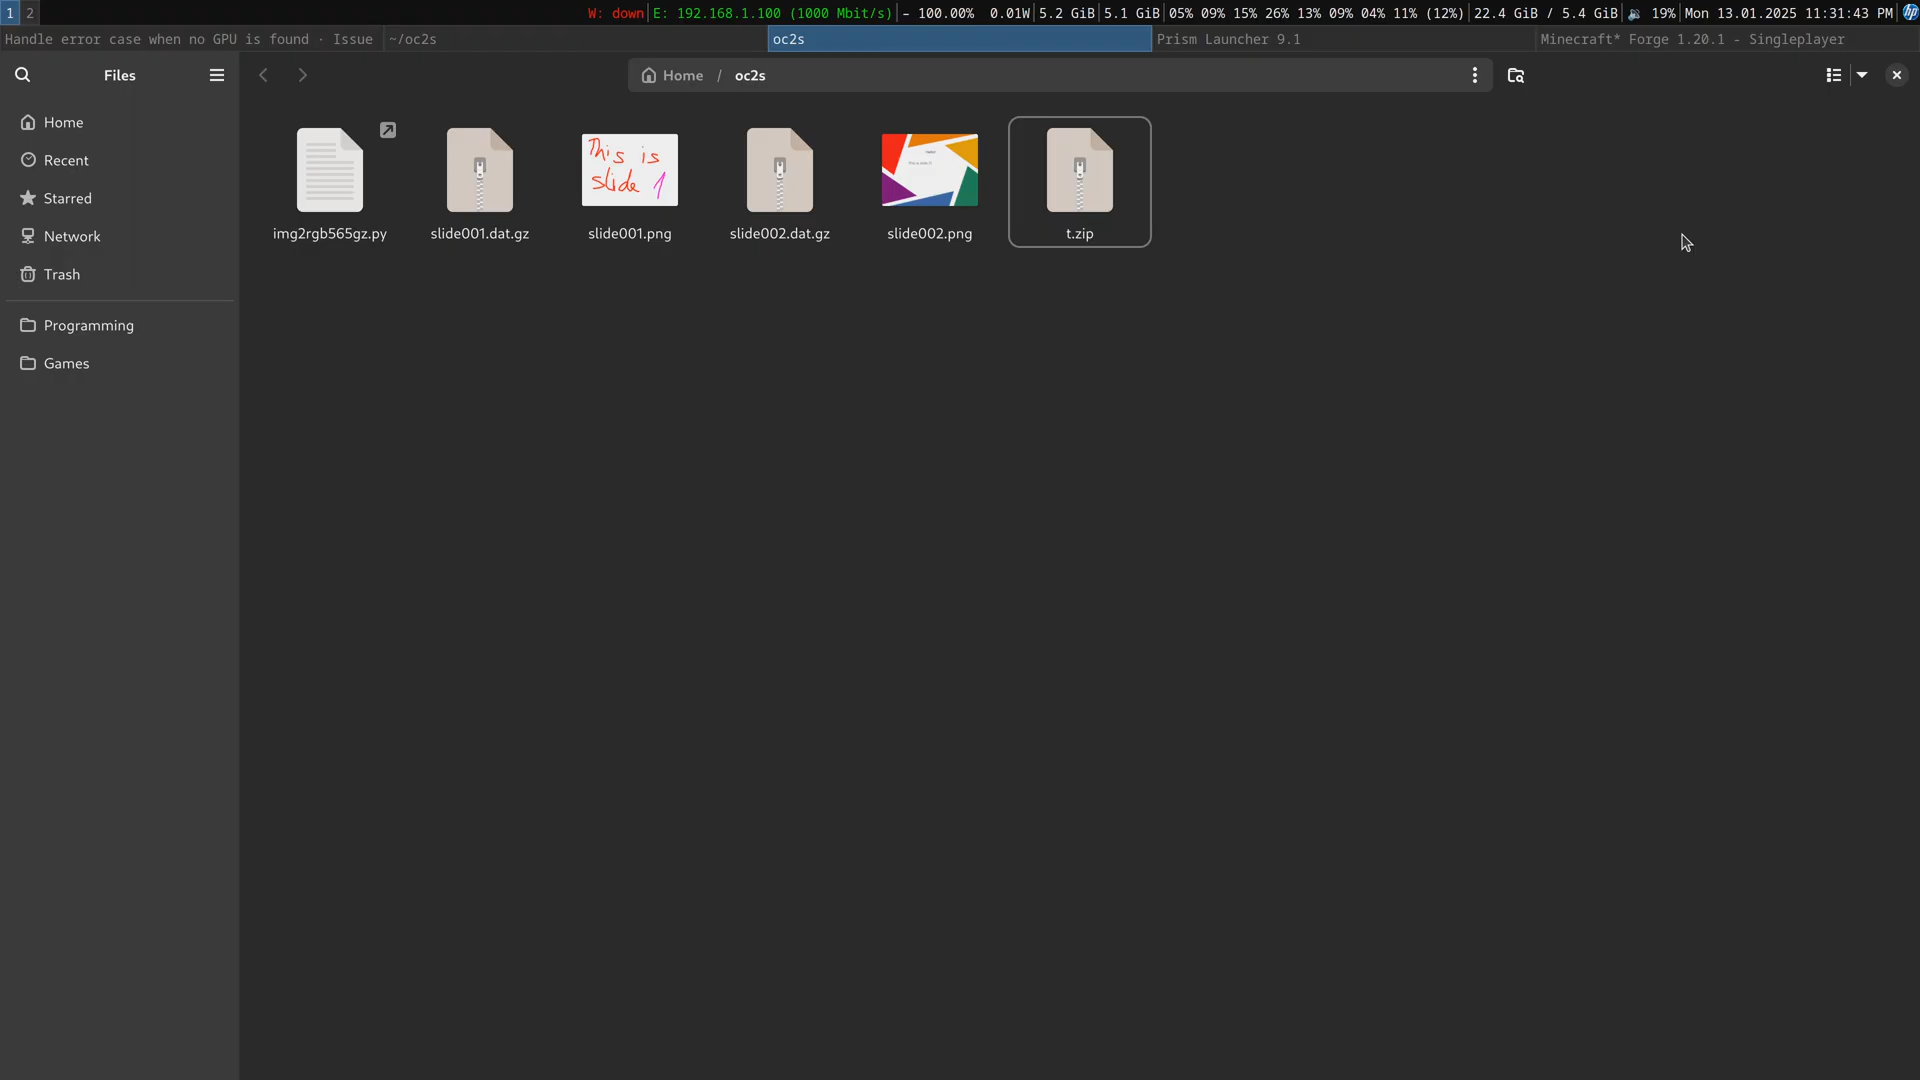 1 2 W: down E: 192.168.1.100 (1000 Mbit/s) - 100.00% 0.01W 5.2 GiB 5.1 GiB 05% 09% 15% 26% 13% 09% 04% 11% (12%) 22.4 GiB / 5.4 GiB 19% Mon 13.01.2025 11:31:43 PM hp
Handle error case when no GPU is found · Issue ~/oc2s oc2s Prism Launcher 9.1 Minecraft* Forge 1.20.1 - Singleplayer
Files
Home / oc2s
Home
Recent
Starred
Network
Trash
Programming
Games
This is
slide 1
img2rgb565gz.py slide001.dat.gz slide001.png slide002.dat.gz slide002.png t.zip